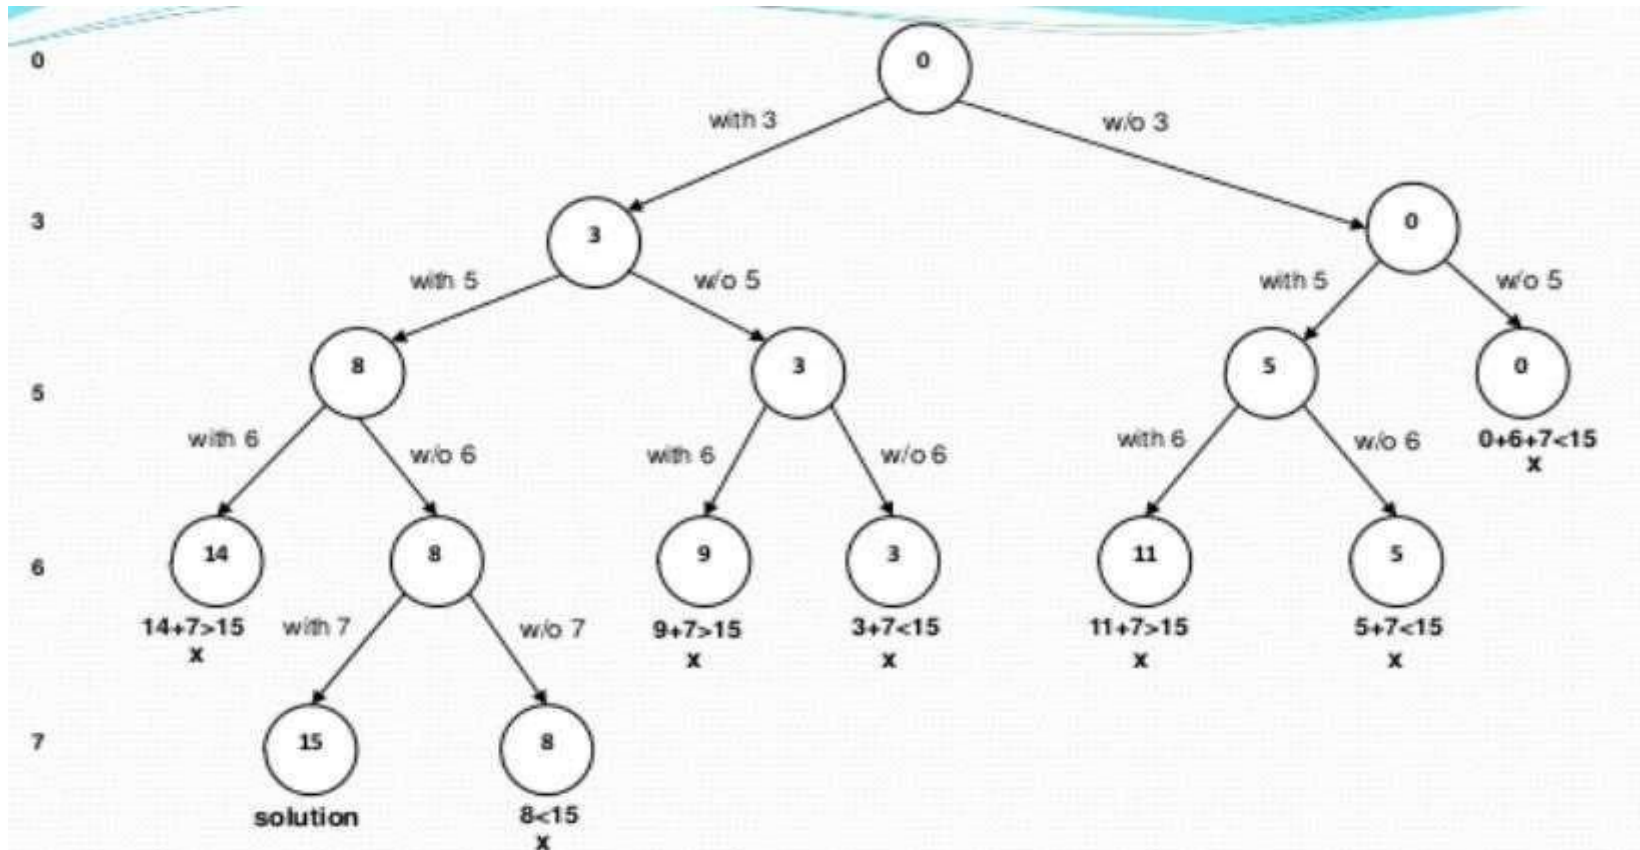 0
0
with 3
w/o 3
3
3
0
with 5
w/o 5
with 5
w/o 5
8
3
5
0
5
with 6
w/o 6
with 6
w/o 6
with 6
w/o 6
0+6+7<15
x
14
8
9
3
11
5
6
14+7>15
x
with 7
w/o 7
9+7>15
x
3+7<15
x
11+7>15
x
5+7<15
x
7
15
8
solution
8<15
x